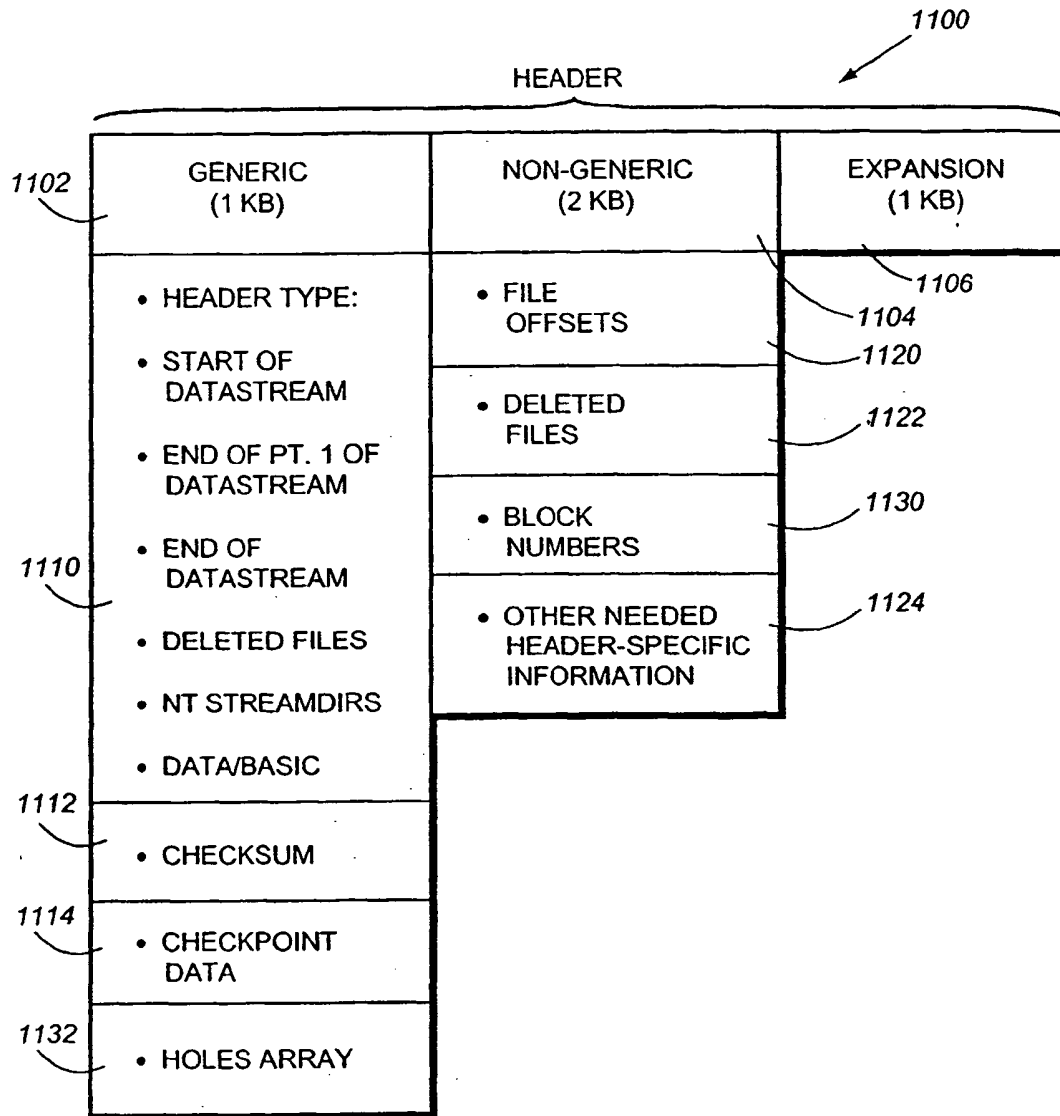 1100
HEADER
1102
GENERIC
(1 KB)
NON-GENERIC
(2 KB)
EXPANSION
(1 KB)
1106
1104
1110
• HEADER TYPE:
• START OF
DATASTREAM
• END OF PT. 1 OF
DATASTREAM
• END OF
DATASTREAM
• DELETED FILES
• NT STREAMDIRS
• DATA/BASIC
1112
• CHECKSUM
1114
• CHECKPOINT
DATA
1132
• HOLES ARRAY
• FILE
OFFSETS
1120
• DELETED
FILES
1122
• BLOCK
NUMBERS
1130
• OTHER NEEDED
HEADER-SPECIFIC
INFORMATION
1124